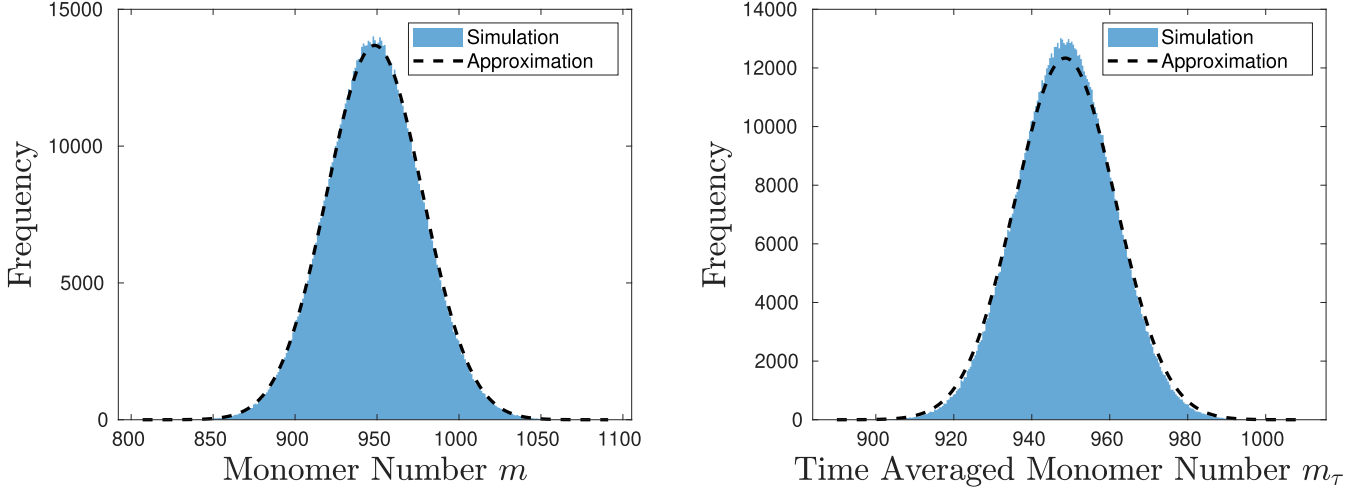 15000
10000
5000
0
Frequency
Simulation
Approximation
800 850 900 950 1000 1050 1100
Monomer Number m
14000
12000
10000
8000
6000
4000
2000
0
Frequency
Simulation
Approximation
900 920 940 960 980 1000
Time Averaged Monomer Number mτ